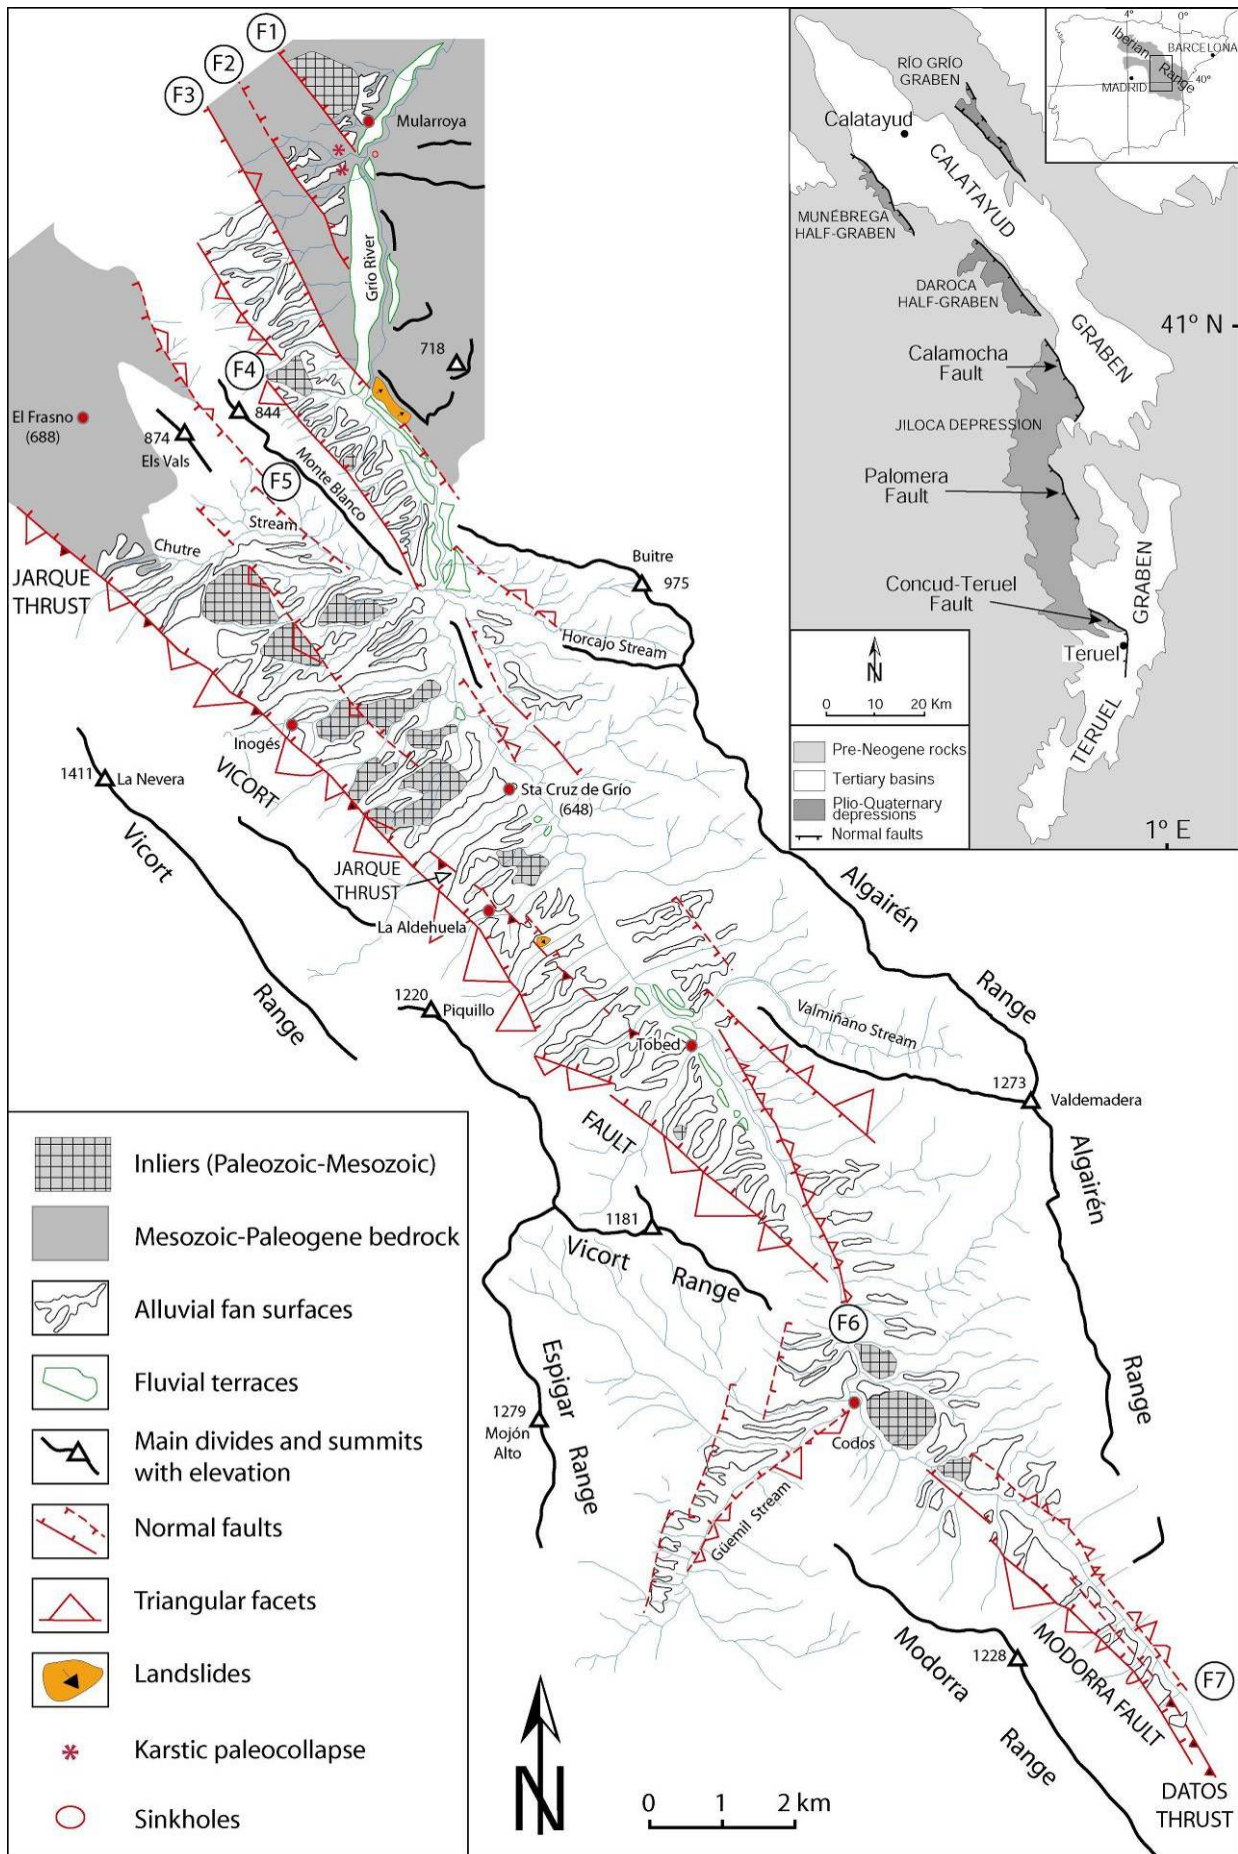 F1
F2
F3
Mularroya
Grío River
718
F4
844
El Frasno
(688)
874
Els Vals
F5
Monte Blanco
Stream
Chutre
JARQUE
THRUST
Buitre
975
Horcajo Stream
Inogés
VICORT
1411
La Nevera
Sta Cruz de Grío
(648)
Vicort
Range
JARQUE
THRUST
La Aldehuela
Algairén
Range
1220
Piquillo
Tobed
Valmiñano Stream
1273
Valdemadera
FAULT
Algairén
Range
1181
Vicort
Range
F6
Espigar
Range
1279
Mojón
Alto
Codos
Güemil Stream
Modorra
Range
1228
MODORRA FAULT
F7
DATOS
THRUST
N
0 1 2 km
Inliers (Paleozoic-Mesozoic)
Mesozoic-Paleogene bedrock
Alluvial fan surfaces
Fluvial terraces
Main divides and summits
with elevation
Normal faults
Triangular facets
Landslides
Karstic paleocollapse
Sinkholes
4° 0°
Iberian
Range
BARCELONA
MADRID
40°
RÍO GRÍO
GRABEN
Calatayud
CALATAYUD
GRABEN
MUNÉBREGA
HALF-GRABEN
DAROCA
HALF-GRABEN
41° N
Calamocha
Fault
JILOCA DEPRESSION
Palomera
Fault
Concud-Teruel
Fault
Teruel
TERUEL
GRABEN
1° E
N
0 10 20 Km
Pre-Neogene rocks
Tertiary basins
Plio-Quaternary
depressions
Normal faults